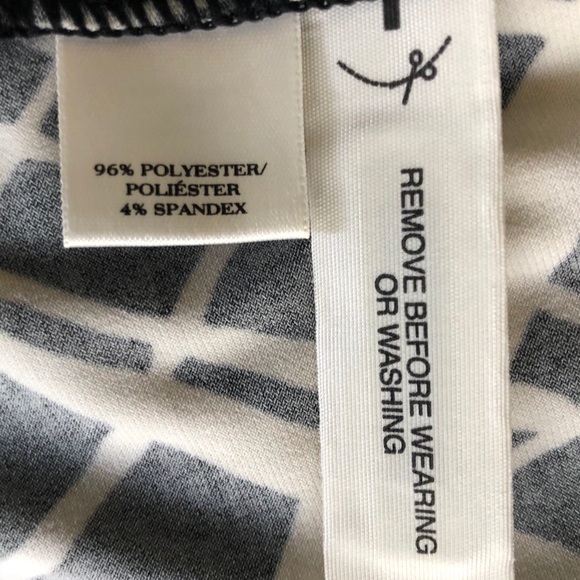 96% POLYESTER/
POLIÉSTER
4% SPANDEX
REMOVE BEFORE WEARING
OR WASHING